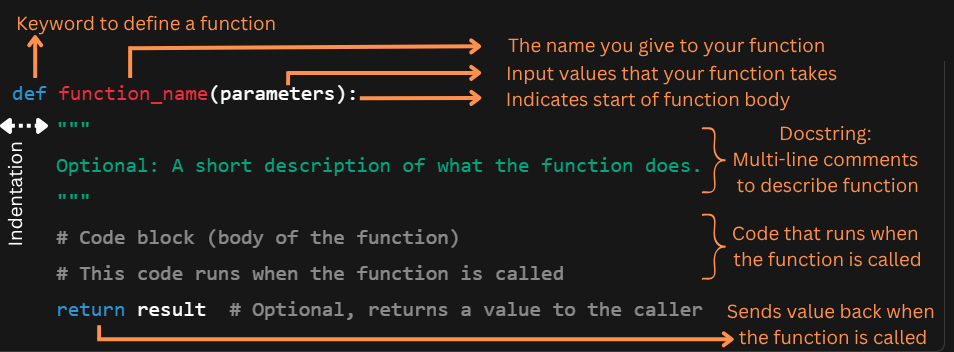 Keyword to define a function
The name you give to your function
Input values that your function takes
def function_name(parameters):
Indicates start of function body
Indentation
"""
Optional: A short description of what the function does.
"""
Docstring:
Multi-line comments
to describe function
# Code block (body of the function)
# This code runs when the function is called
Code that runs when
the function is called
return result  # Optional, returns a value to the caller
Sends value back when
the function is called